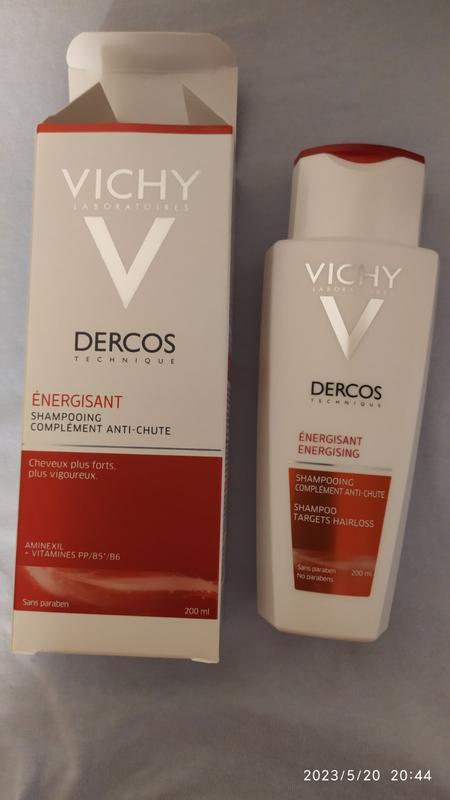 VICHY
LABORATOIRES
V
DERCOS
TECHNIQUE
ÉNERGISANT
SHAMPOOING
COMPLÉMENT ANTI-CHUTE
Cheveux plus forts,
plus vigoureux.
AMINEXIL
+ VITAMINES PP/B5*/B6
Sans paraben
200 ml
VICHY
LABORATOIRES
V
DERCOS
TECHNIQUE
ÉNERGISANT
ENERGISING
SHAMPOOING
COMPLÉMENT ANTI-CHUTE
SHAMPOO
TARGETS HAIRLOSS
Sans paraben
No parabens
200 ml
2023/5/20 20:44